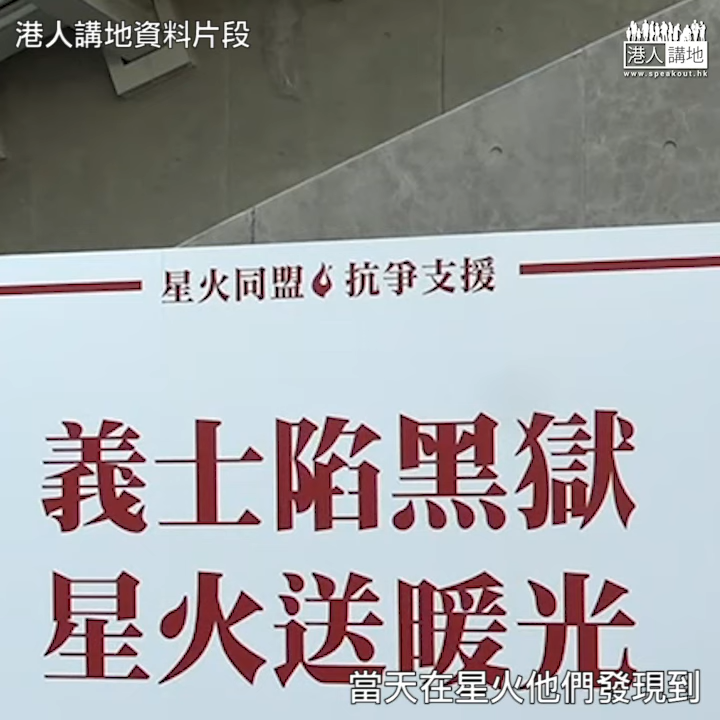 港人講地資料片段
港人講地
www.speakout.hk
星火同盟 抗爭支援
義士陷黑獄
星火送暖光
當天在星火他們發現到